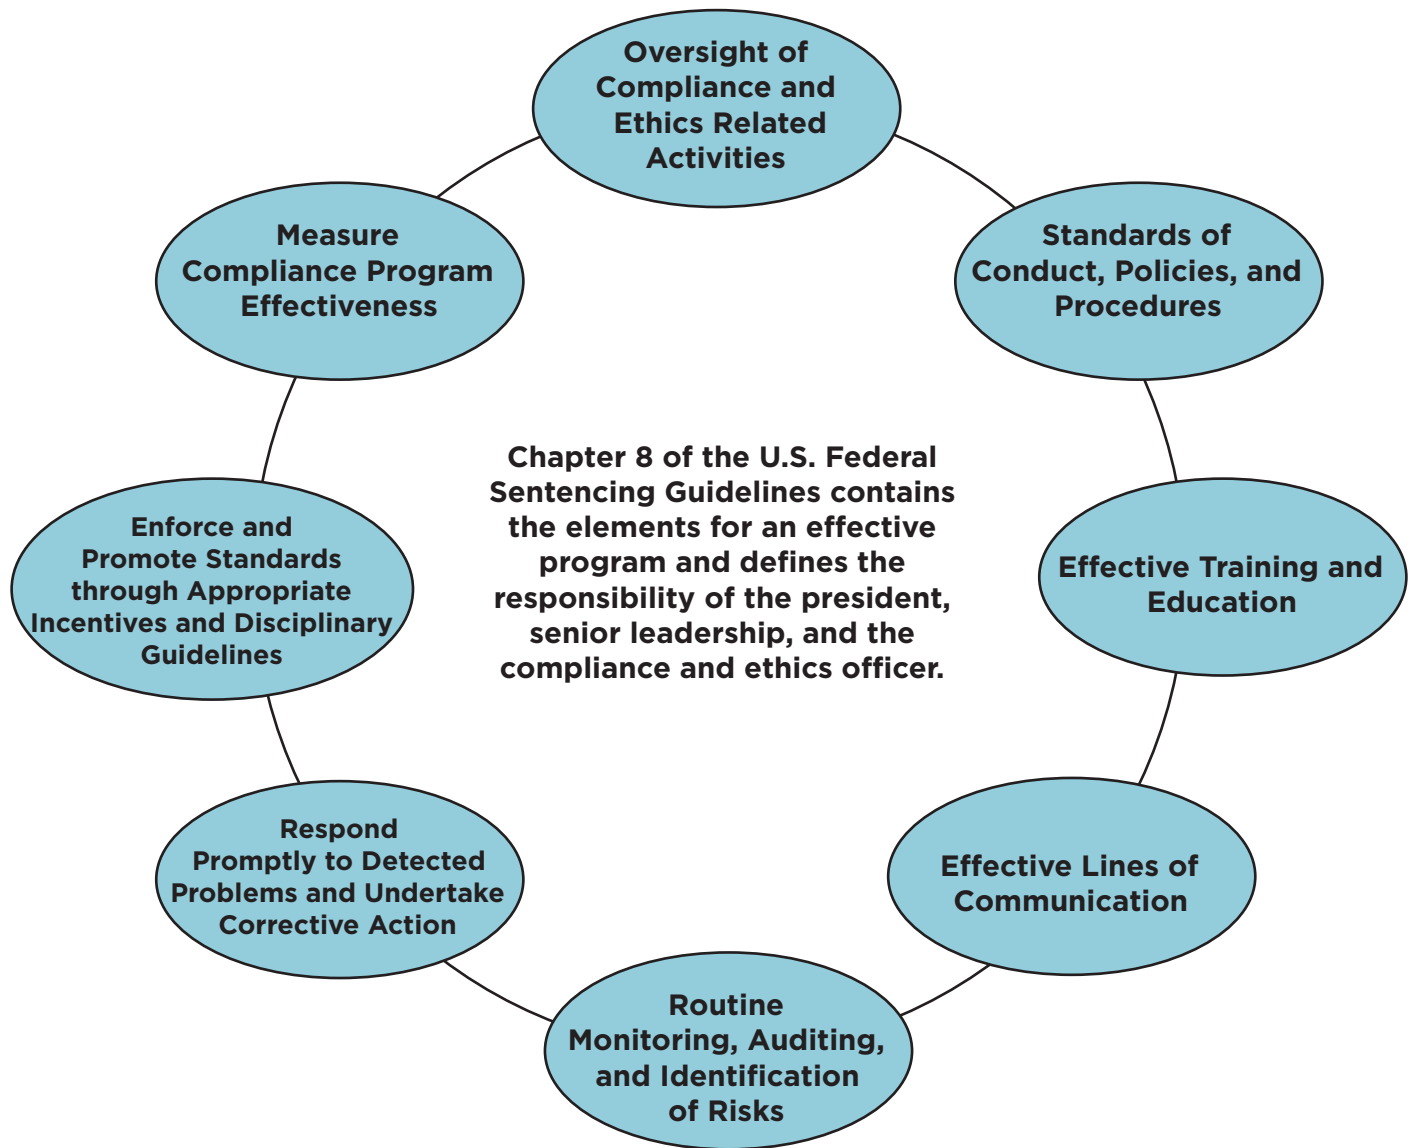 Oversight of
Compliance and
Ethics Related
Activities
Standards of
Conduct, Policies, and
Procedures
Effective Training and
Education
Effective Lines of
Communication
Routine
Monitoring, Auditing,
and Identification
of Risks
Respond
Promptly to Detected
Problems and Undertake
Corrective Action
Enforce and
Promote Standards
through Appropriate
Incentives and Disciplinary
Guidelines
Measure
Compliance Program
Effectiveness
Chapter 8 of the U.S. Federal
Sentencing Guidelines contains
the elements for an effective
program and defines the
responsibility of the president,
senior leadership, and the
compliance and ethics officer.